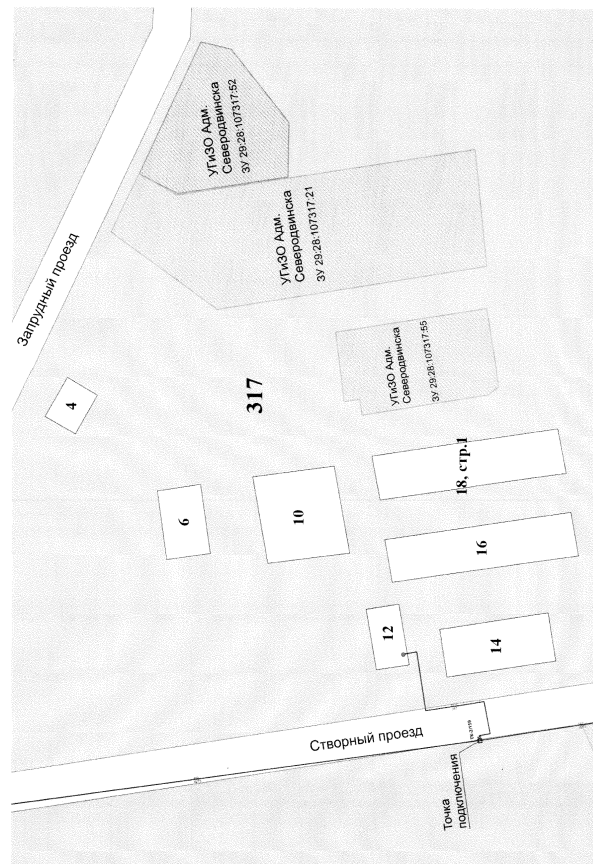 Запрудный проезд
УГиЗО Адм.
Северодвинска
ЗУ 29:28:107317:52
УГиЗО Адм.
Северодвинска
ЗУ 29:28:107317:21
УГиЗО Адм.
Северодвинска
ЗУ 29:28:107317:55
317
4
6
10
18, стр.1
16
12
14
Створный проезд
Точка
подключения